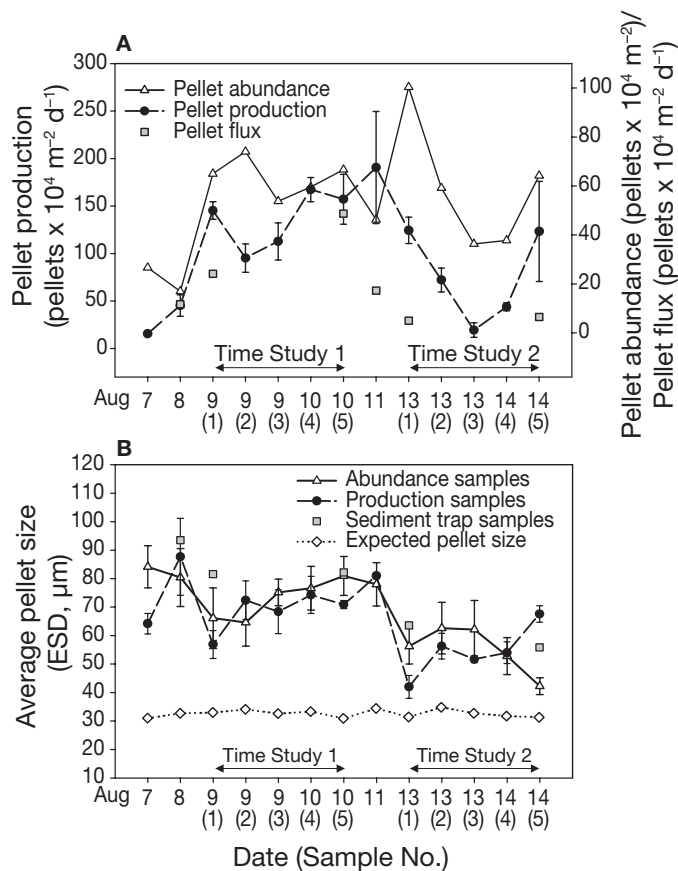 A
Pellet production
(pellets x 10⁴ m⁻² d⁻¹)
300
250
200
150
100
50
0
Pellet abundance
Pellet production
Pellet flux
100
80
60
40
20
0
Pellet abundance (pellets x 10⁴ m⁻²)/
Pellet flux (pellets x 10⁴ m⁻² d⁻¹)
Time Study 1
Time Study 2
Aug 7 8 9 9 9 10 10 11 13 13 13 14 14
(1) (2) (3) (4) (5) (1) (2) (3) (4) (5)
B
Average pellet size
(ESD, µm)
120
110
100
90
80
70
60
50
40
30
20
10
Abundance samples
Production samples
Sediment trap samples
Expected pellet size
Time Study 1
Time Study 2
Aug 7 8 9 9 9 10 10 11 13 13 13 14 14
(1) (2) (3) (4) (5) (1) (2) (3) (4) (5)
Date (Sample No.)